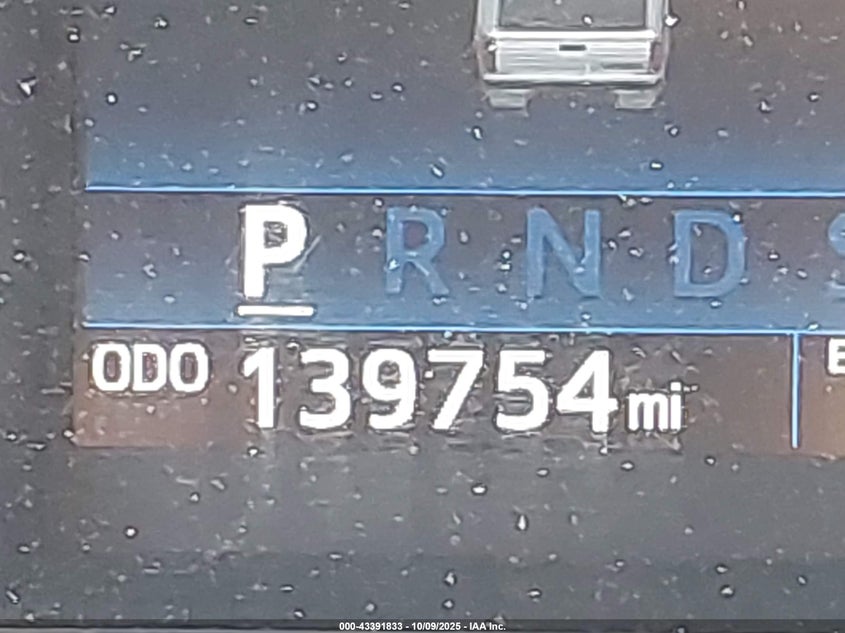 P R N D S
ODO 139754 mi E
000-43391833 - 10/09/2025 - IAA Inc.